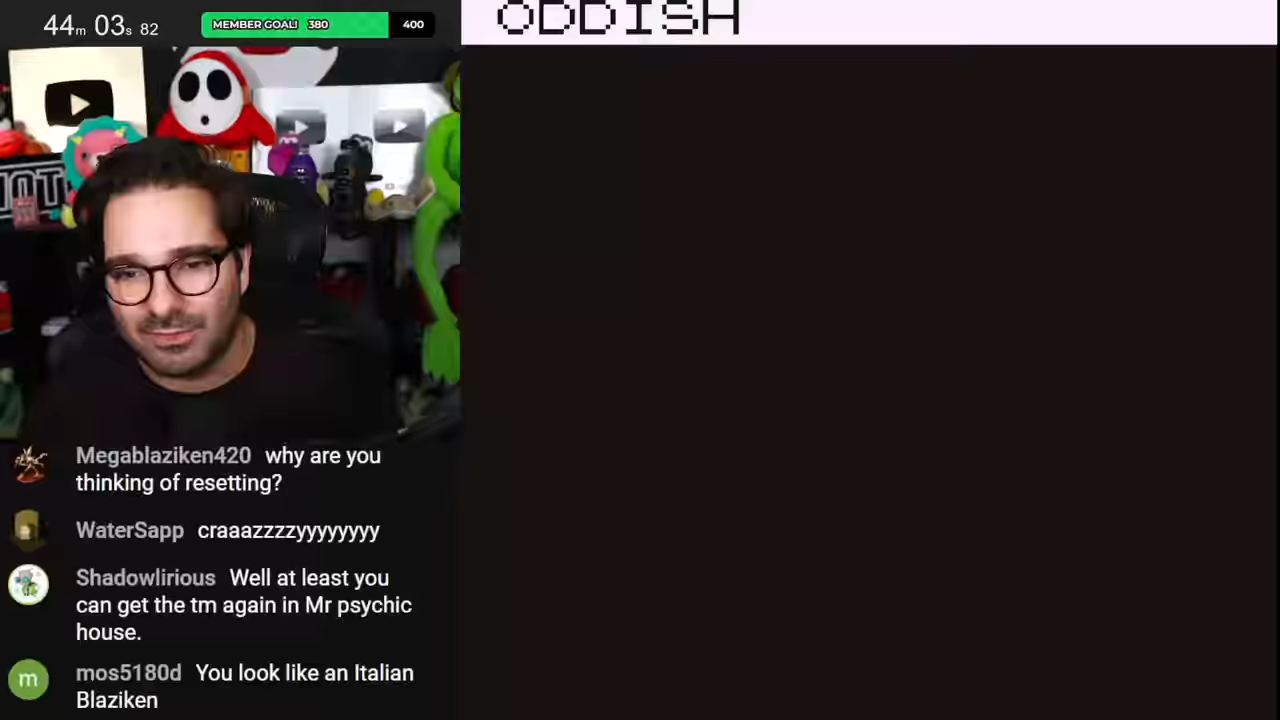 44m 03s 82
MEMBER GOAL! 380
400
ODDISH
Megablaziken420 why are you
thinking of resetting?
WaterSapp craaazzzzyyyyyyyy
Shadowlirious Well at least you
can get the tm again in Mr psychic
house.
m
mos5180d You look like an Italian
Blaziken